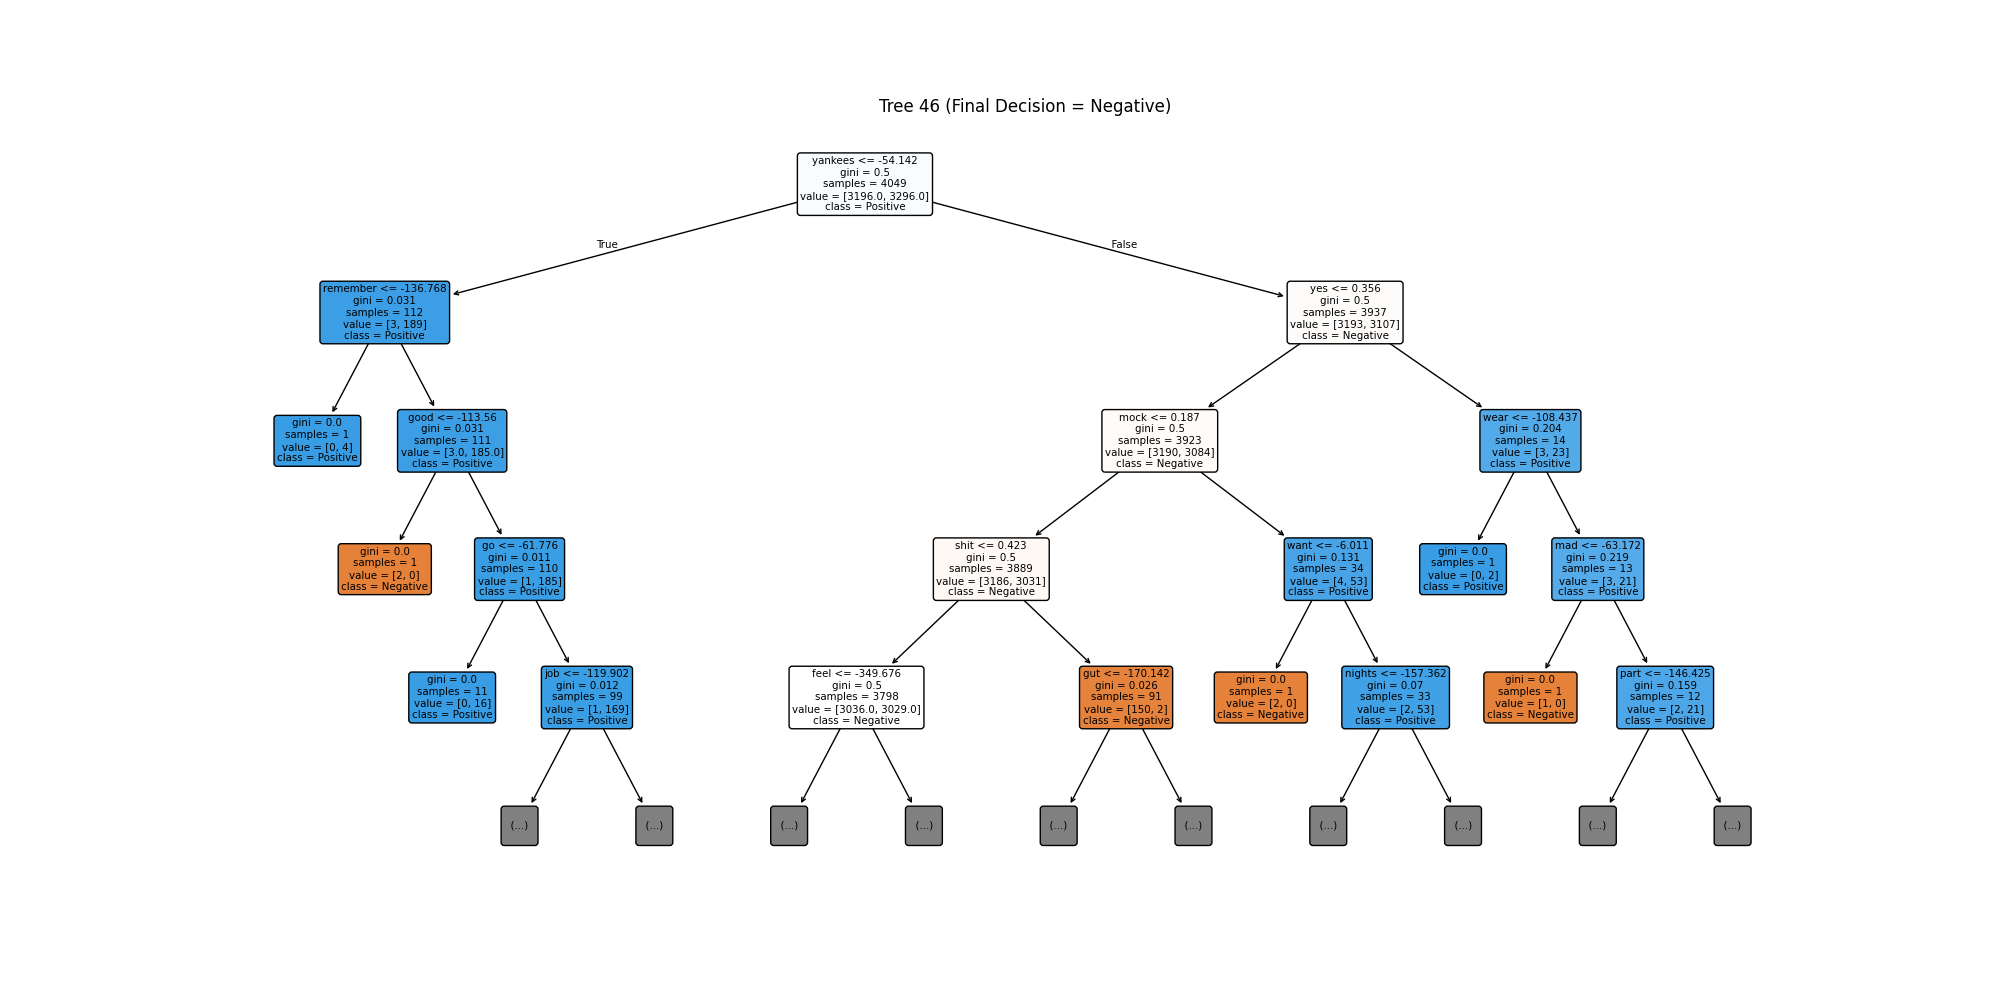 Tree 46 (Final Decision = Negative)
yankees <= -54.142
gini = 0.5
samples = 4049
value = [3196.0, 3296.0]
class = Positive
True
False
remember <= -136.768
gini = 0.031
samples = 112
value = [3, 189]
class = Positive
yes <= 0.356
gini = 0.5
samples = 3937
value = [3193, 3107]
class = Negative
gini = 0.0
samples = 1
value = [0, 4]
class = Positive
good <= -113.56
gini = 0.031
samples = 111
value = [3.0, 185.0]
class = Positive
mock <= 0.187
gini = 0.5
samples = 3923
value = [3190, 3084]
class = Negative
wear <= -108.437
gini = 0.204
samples = 14
value = [3, 23]
class = Positive
gini = 0.0
samples = 1
value = [2, 0]
class = Negative
go <= -61.776
gini = 0.011
samples = 110
value = [1, 185]
class = Positive
shit <= 0.423
gini = 0.5
samples = 3889
value = [3186, 3031]
class = Negative
want <= -6.011
gini = 0.131
samples = 34
value = [4, 53]
class = Positive
gini = 0.0
samples = 1
value = [0, 2]
class = Positive
mad <= -63.172
gini = 0.219
samples = 13
value = [3, 21]
class = Positive
gini = 0.0
samples = 11
value = [0, 16]
class = Positive
job <= -119.902
gini = 0.012
samples = 99
value = [1, 169]
class = Positive
feel <= -349.676
gini = 0.5
samples = 3798
value = [3036.0, 3029.0]
class = Negative
gut <= -170.142
gini = 0.026
samples = 91
value = [150, 2]
class = Negative
gini = 0.0
samples = 1
value = [2, 0]
class = Negative
nights <= -157.362
gini = 0.07
samples = 33
value = [2, 53]
class = Positive
gini = 0.0
samples = 1
value = [1, 0]
class = Negative
part <= -146.425
gini = 0.159
samples = 12
value = [2, 21]
class = Positive
(...)
(...)
(...)
(...)
(...)
(...)
(...)
(...)
(...)
(...)